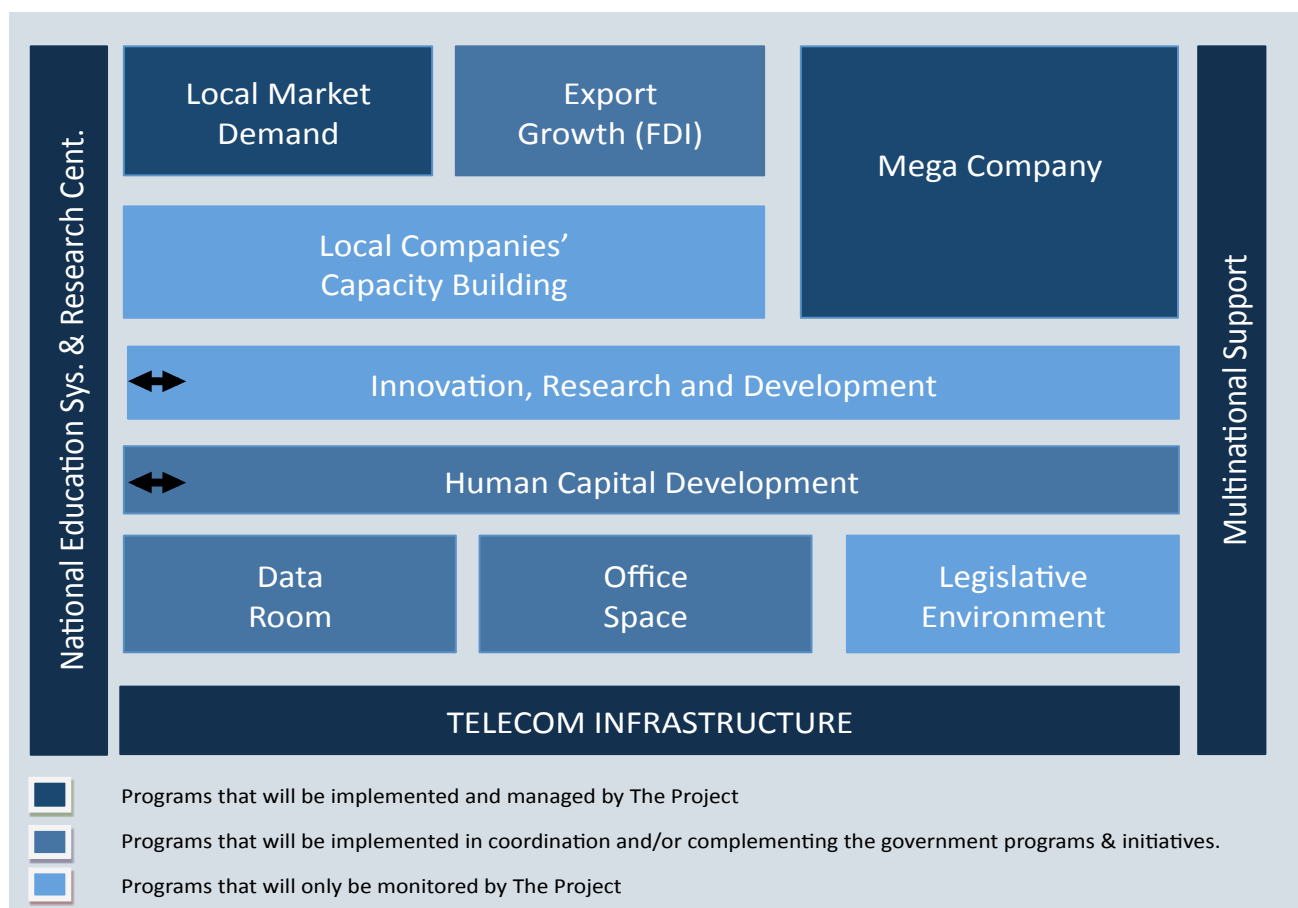 National Education Sys. & Research Cent.
Local Market
Demand
Export
Growth (FDI)
Mega Company
Local Companies’
Capacity Building
Innovation, Research and Development
Human Capital Development
Data
Room
Office
Space
Legislative
Environment
TELECOM INFRASTRUCTURE
Multinational Support
Programs that will be implemented and managed by The Project
Programs that will be implemented in coordination and/or complementing the government programs & initiatives.
Programs that will only be monitored by The Project